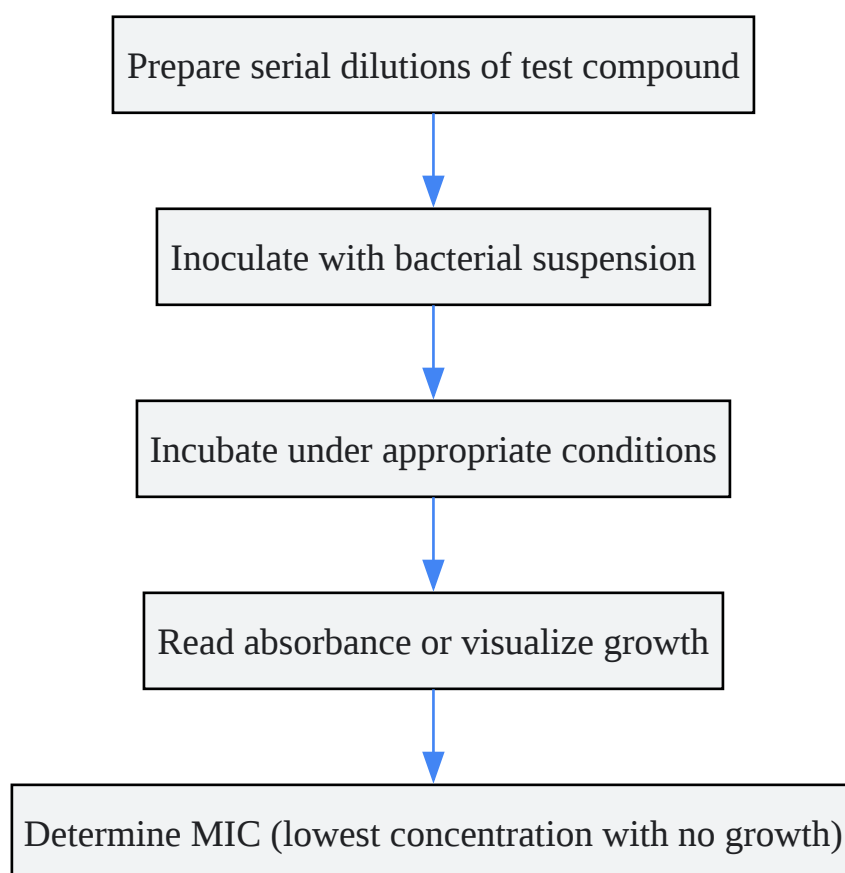 Prepare serial dilutions of test compound
Inoculate with bacterial suspension
Incubate under appropriate conditions
Read absorbance or visualize growth
Determine MIC (lowest concentration with no growth)